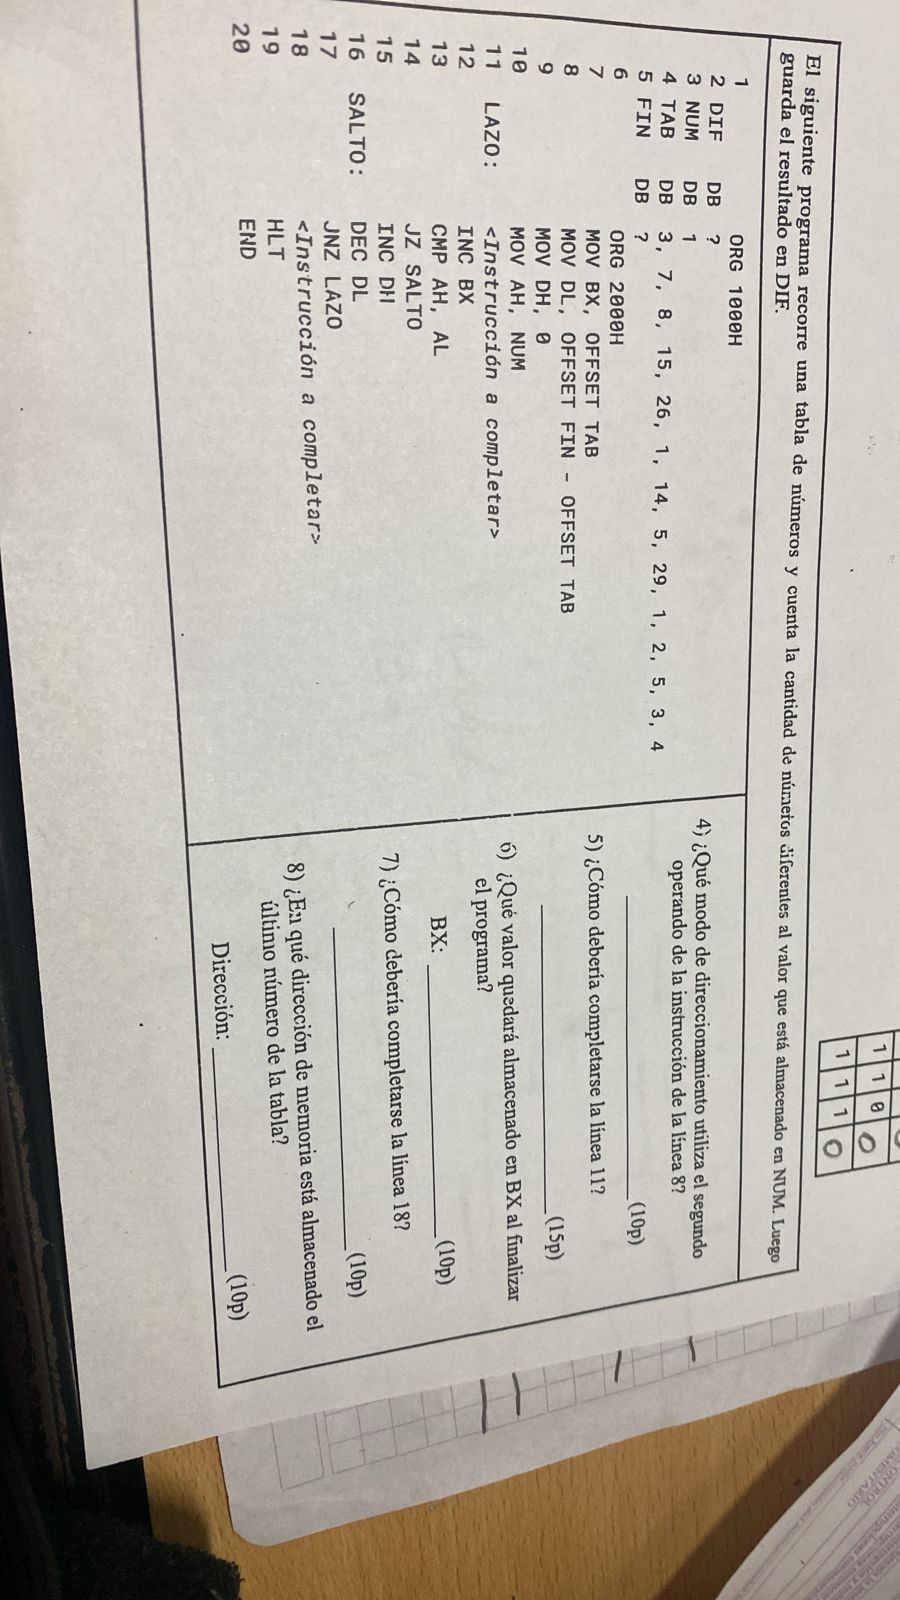 1 1 0 0
1 1 1 0
El siguiente programa recorre una tabla de números y cuenta la cantidad de números diferentes al valor que está almacenado en NUM. Luego
guarda el resultado en DIF.
1 ORG 1000H
2 DIF DB ?
3 NUM DB 1
4 TAB DB 3, 7, 8, 15, 26, 1, 14, 5, 29, 1, 2, 5, 3, 4
5 FIN DB ?
6 ORG 2000H
7 MOV BX, OFFSET TAB
8 MOV DL, OFFSET FIN - OFFSET TAB
9 MOV DH, 0
10 MOV AH, NUM
11 LAZO: <Instrucción a completar>
12 INC BX
13 CMP AH, AL
14 JZ SALTO
15 INC DH
16 SALTO: DEC DL
17 JNZ LAZO
18 <Instrucción a completar>
19 HLT
20 END
4) ¿Qué modo de direccionamiento utiliza el segundo
operando de la instrucción de la línea 8?
(10p)
5) ¿Cómo debería completarse la línea 11?
(15p)
6) ¿Qué valor quedará almacenado en BX al finalizar
el programa?
BX: (10p)
7) ¿Cómo debería completarse la línea 18?
(10p)
8) ¿En qué dirección de memoria está almacenado el
último número de la tabla?
Dirección: (10p)